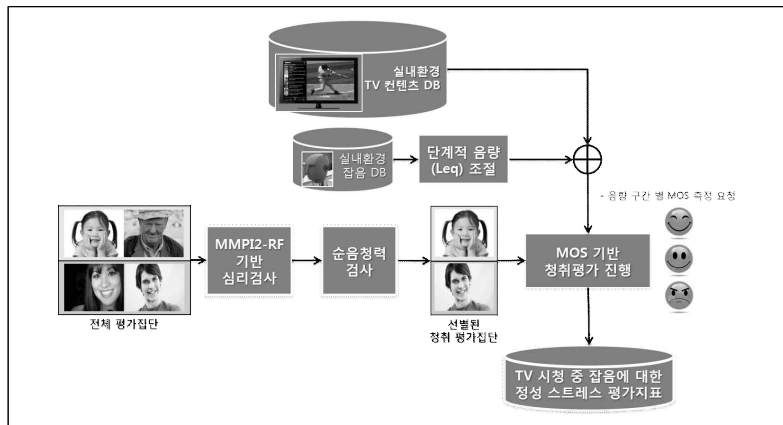 실내환경
TV 컨텐츠 DB
실내환경
잡음 DB
단계적 음량
(Leq) 조절
- 음향 구간 별 MOS 측정 요청
MMPI2-RF
기반
심리검사
순음청력
검사
MOS 기반
청취평가 진행
전체 평가집단
선별된
청취 평가집단
TV 시청 중 잡음에 대한
정성 스트레스 평가지표